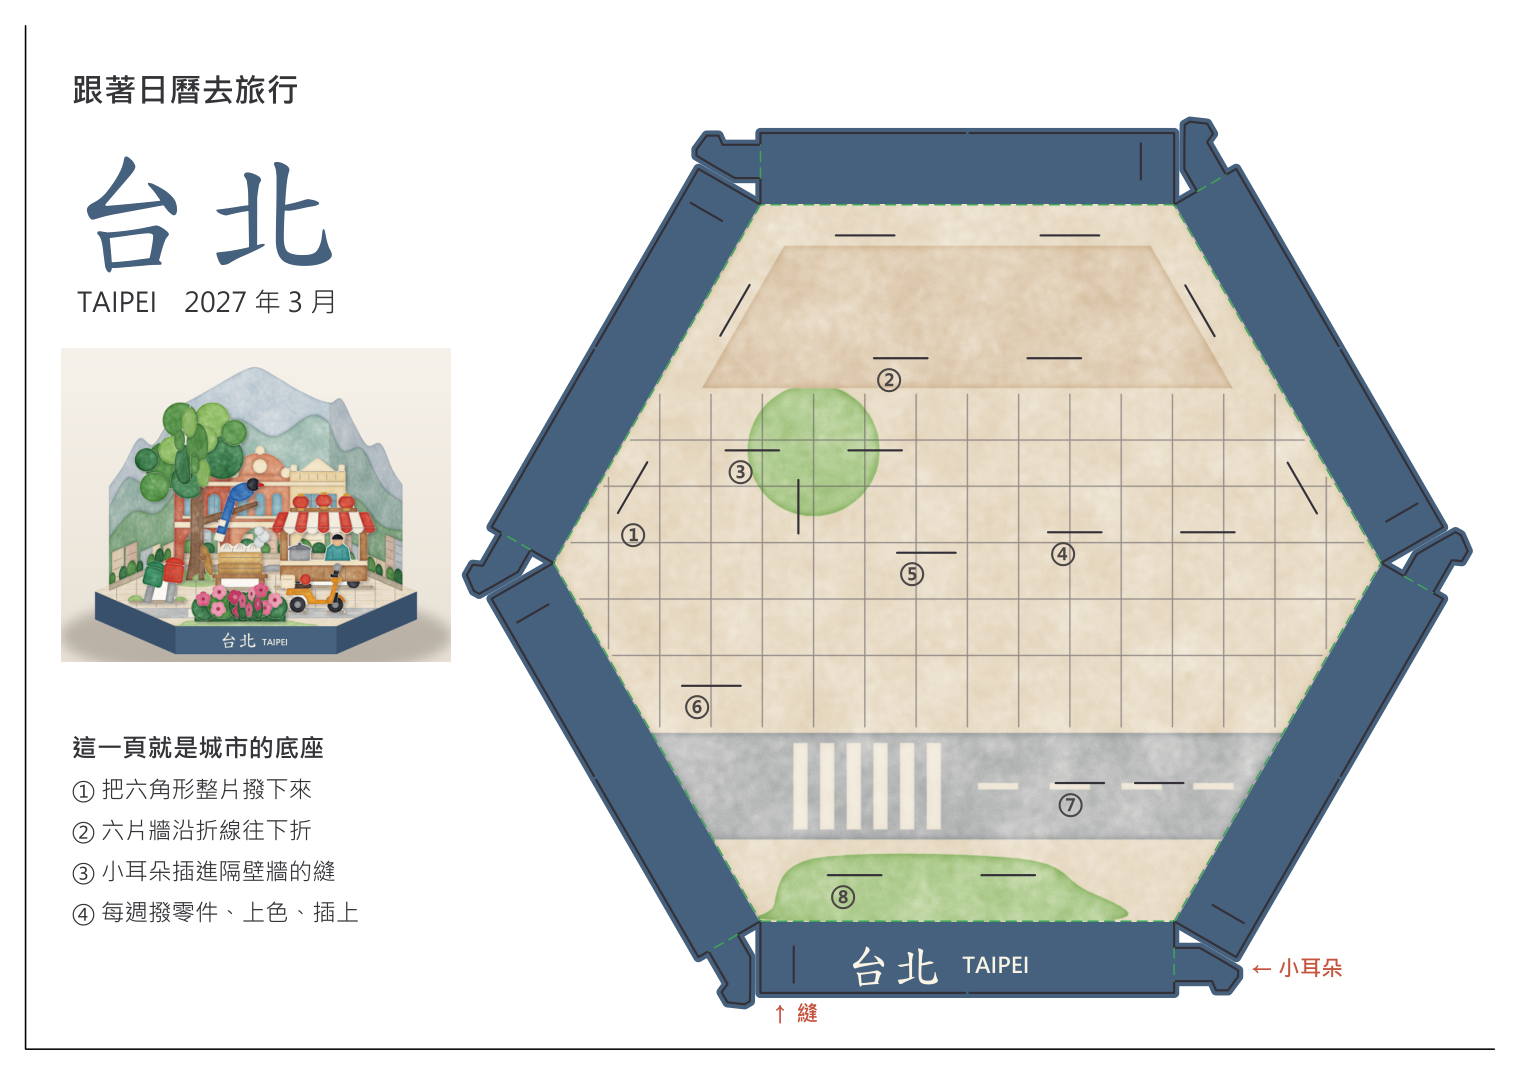 跟著日曆去旅行
台北
TAIPEI 2027 年 3 月
台北 TAIPEI
這一頁就是城市的底座
① 把六角形整片撥下來
② 六片牆沿折線往下折
③ 小耳朵插進隔壁牆的縫
④ 每週撥零件、上色、插上
②
③
①
④
⑤
⑥
⑦
⑧
台北 TAIPEI
← 小耳朵
↑ 縫